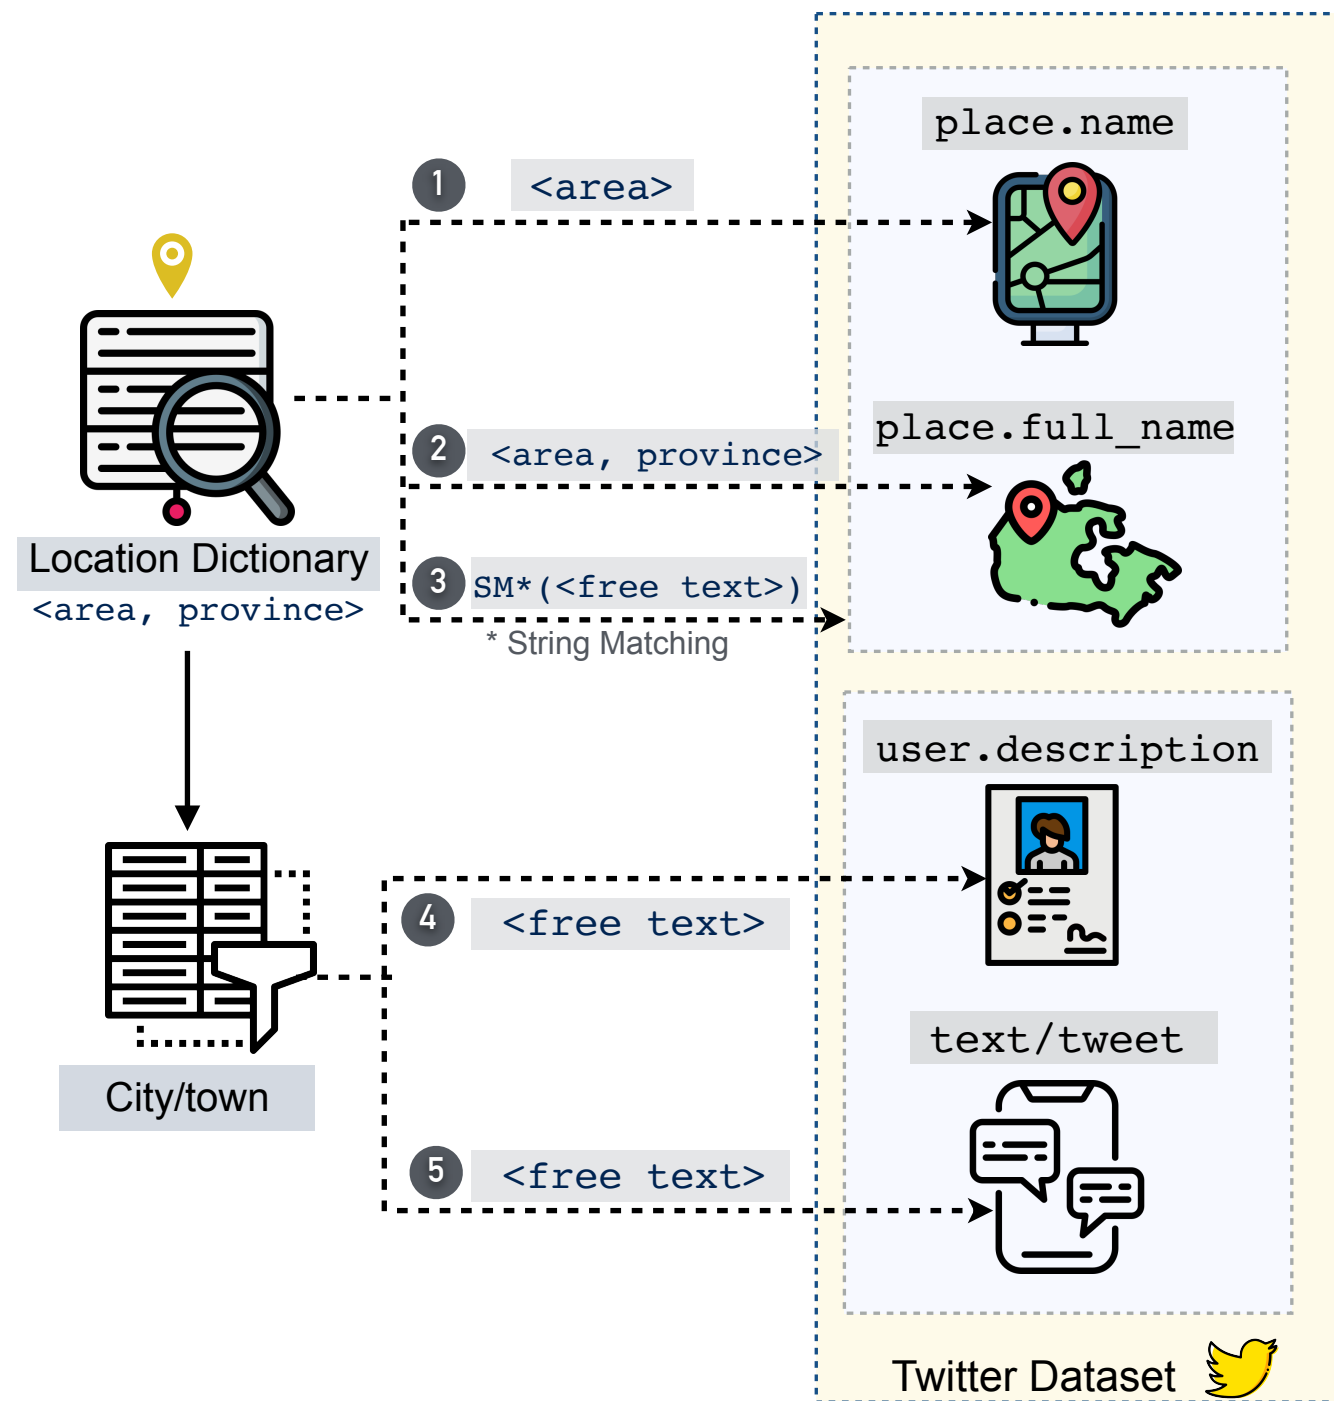 place.name
1 <area>
place.full_name
2 <area, province>
Location Dictionary
3 SM*(<free text>)
<area, province>
* String Matching
user.description
4 <free text>
text/tweet
City/town
5 <free text>
Twitter Dataset